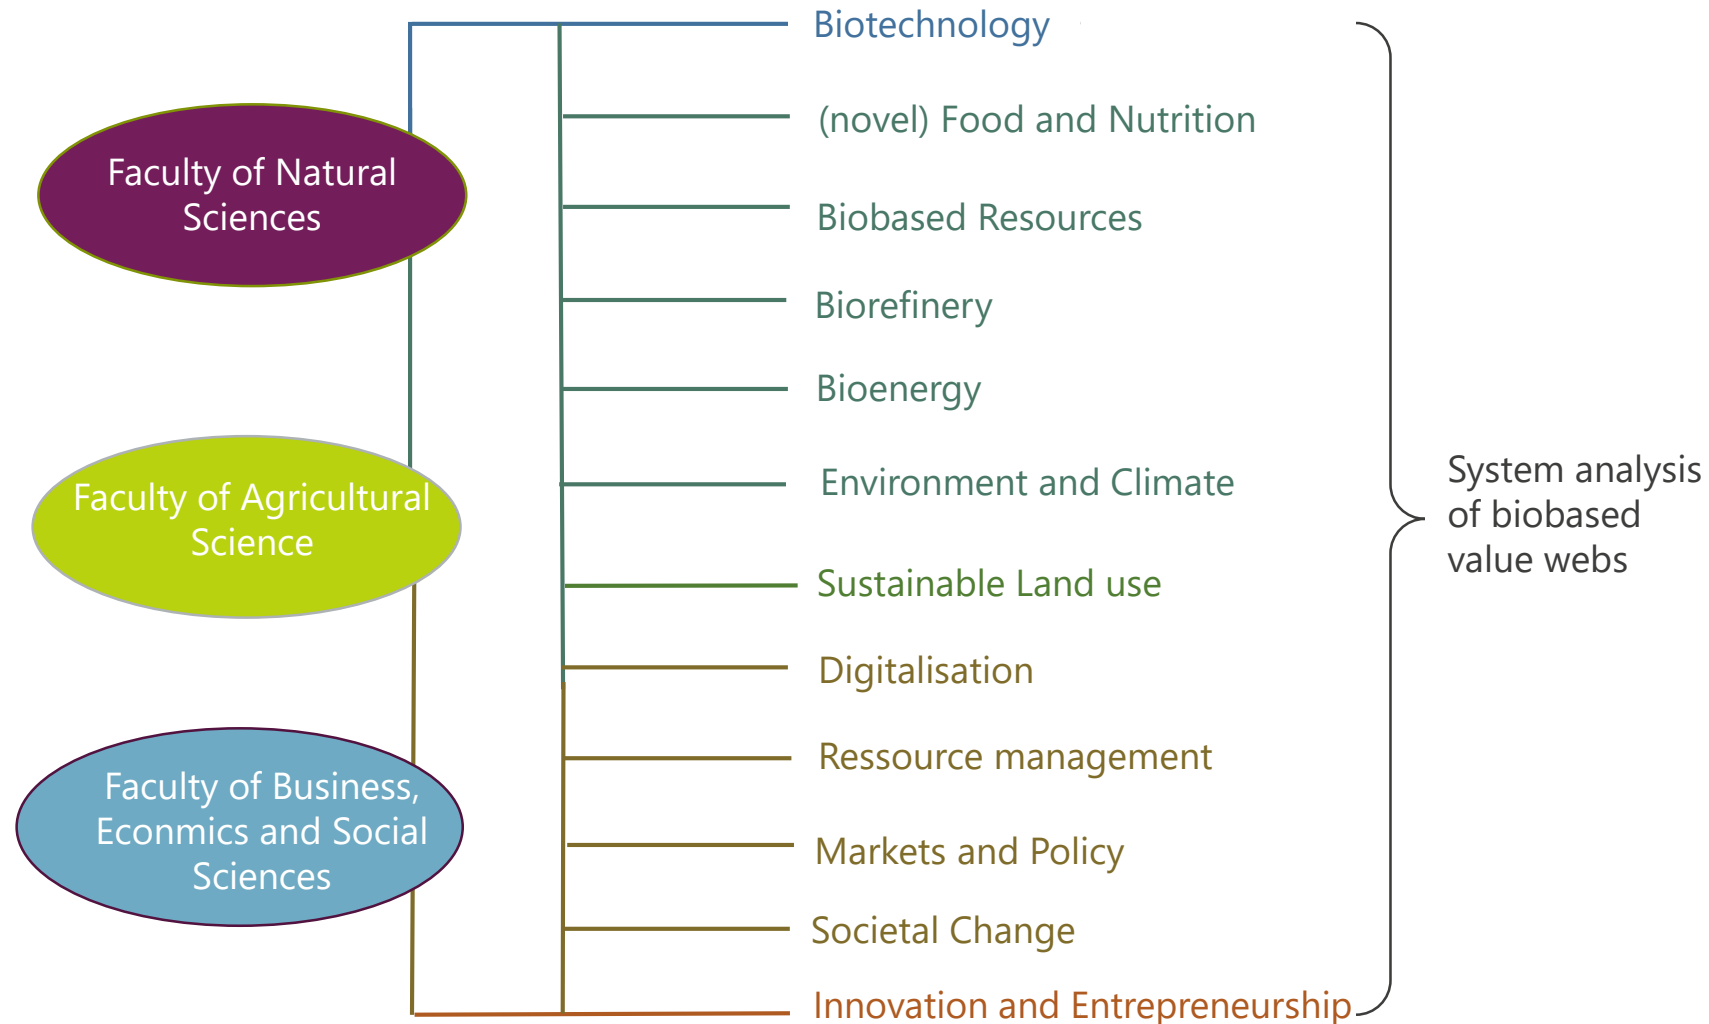 Faculty of Natural
Sciences
Faculty of Agricultural
Science
Faculty of Business,
Econmics and Social
Sciences
Biotechnology
(novel) Food and Nutrition
Biobased Resources
Biorefinery
Bioenergy
Environment and Climate
Sustainable Land use
Digitalisation
Ressource management
Markets and Policy
Societal Change
Innovation and Entrepreneurship
System analysis
of biobased
value webs